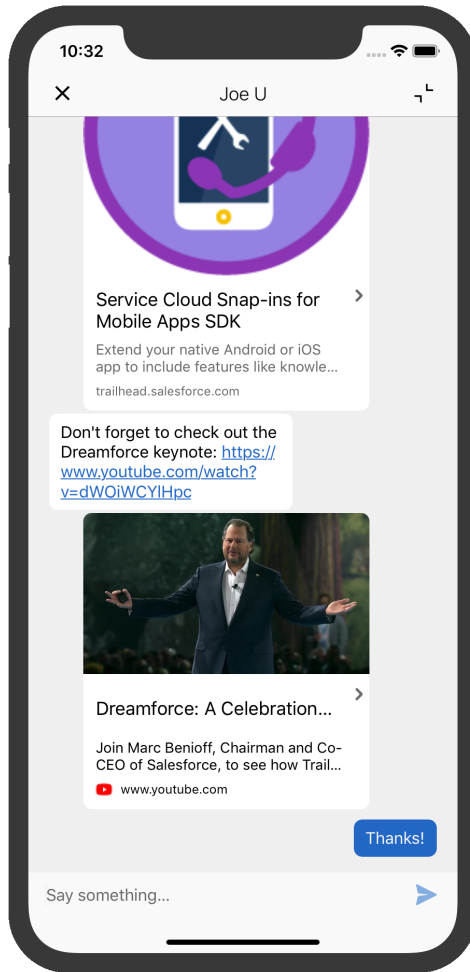 10:32
Joe U
Service Cloud Snap-ins for
Mobile Apps SDK
Extend your native Android or iOS
app to include features like knowle...
trailhead.salesforce.com
Don't forget to check out the
Dreamforce keynote: https://
www.youtube.com/watch?
v=dWOiWCYlHpc
Dreamforce: A Celebration...
Join Marc Benioff, Chairman and Co-
CEO of Salesforce, to see how Trail...
www.youtube.com
Thanks!
Say something...